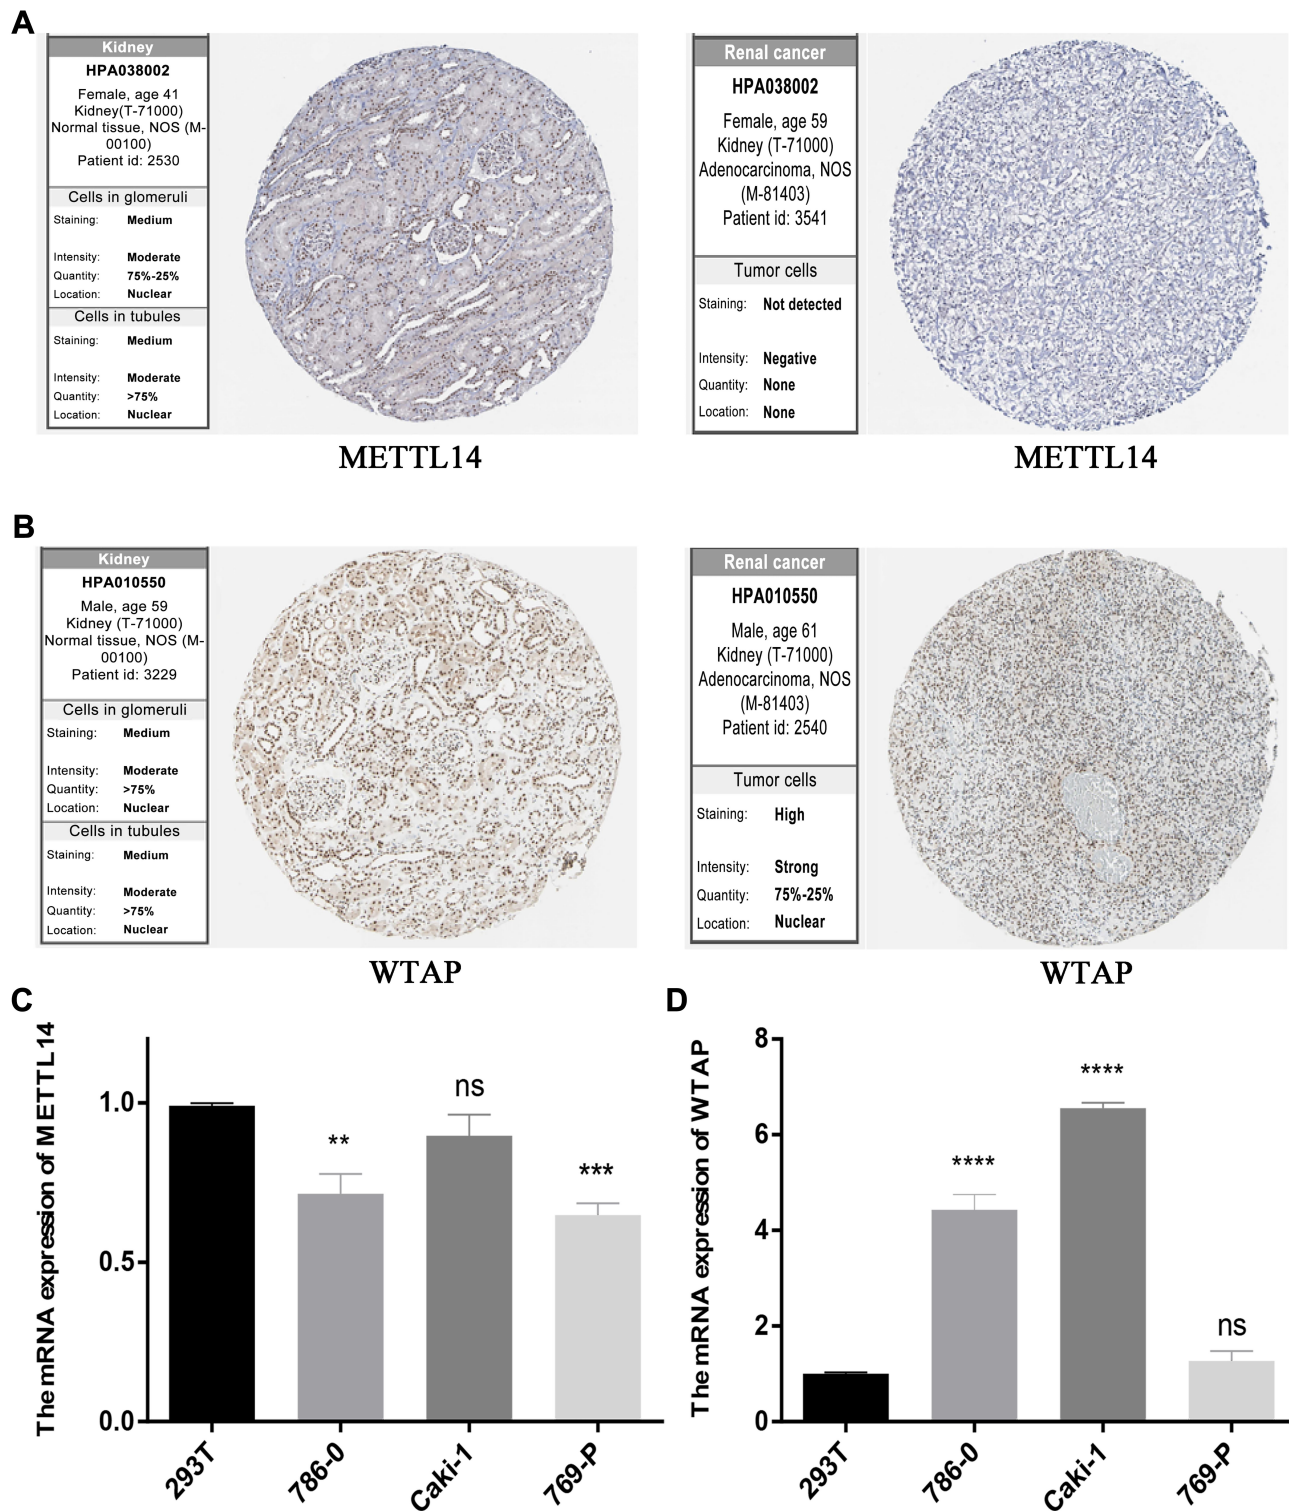 A
Kidney
HPA038002
Female, age 41
Kidney(T-71000)
Normal tissue, NOS (M-
00100)
Patient id: 2530
Cells in glomeruli
Staining: Medium
Intensity: Moderate
Quantity: 75%-25%
Location: Nuclear
Cells in tubules
Staining: Medium
Intensity: Moderate
Quantity: >75%
Location: Nuclear
METTL14
Renal cancer
HPA038002
Female, age 59
Kidney (T-71000)
Adenocarcinoma, NOS
(M-81403)
Patient id: 3541
Tumor cells
Staining: Not detected
Intensity: Negative
Quantity: None
Location: None
METTL14
B
Kidney
HPA010550
Male, age 59
Kidney (T-71000)
Normal tissue, NOS (M-
00100)
Patient id: 3229
Cells in glomeruli
Staining: Medium
Intensity: Moderate
Quantity: >75%
Location: Nuclear
Cells in tubules
Staining: Medium
Intensity: Moderate
Quantity: >75%
Location: Nuclear
WTAP
Renal cancer
HPA010550
Male, age 61
Kidney (T-71000)
Adenocarcinoma, NOS
(M-81403)
Patient id: 2540
Tumor cells
Staining: High
Intensity: Strong
Quantity: 75%-25%
Location: Nuclear
WTAP
C
The mRNA expression of METTL14
1.0
0.5
0.0
**
ns
***
293T
786-0
Caki-1
769-P
D
The mRNA expression of WTAP
8
6
4
2
0
****
****
ns
293T
786-0
Caki-1
769-P